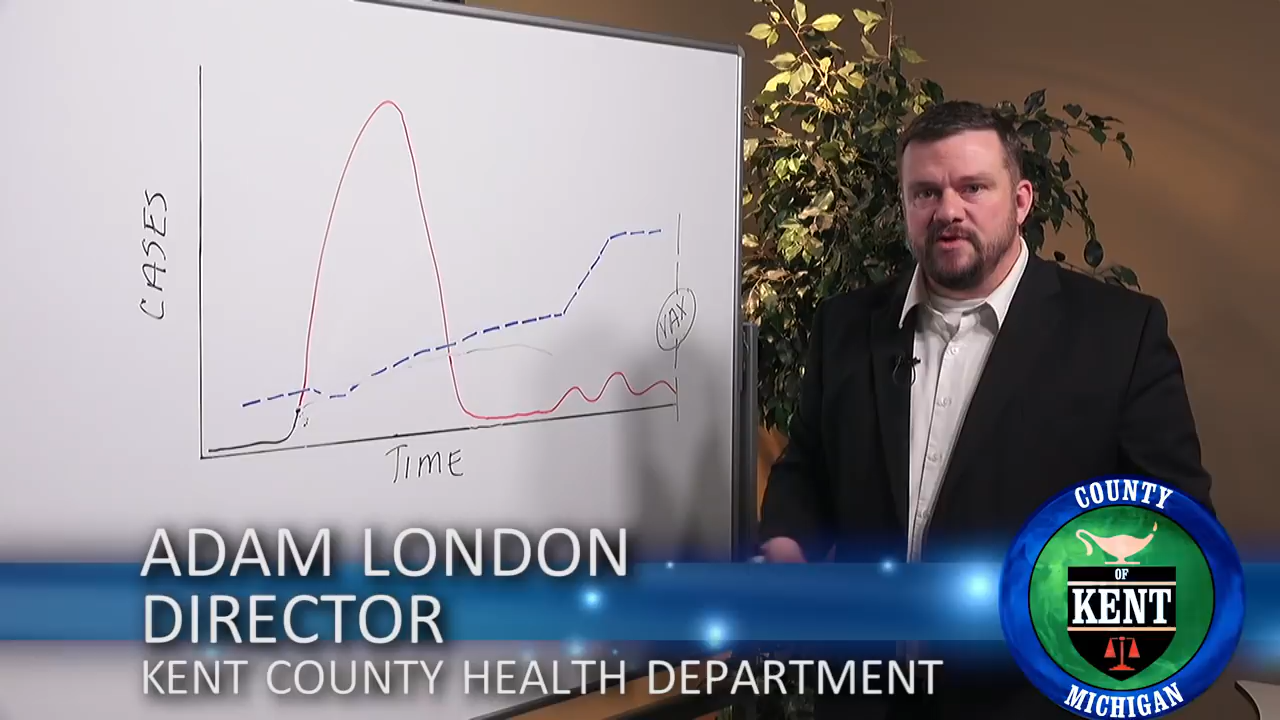 CASES
TIME
VAX
ADAM LONDON
DIRECTOR
KENT COUNTY HEALTH DEPARTMENT
COUNTY
OF
KENT
MICHIGAN